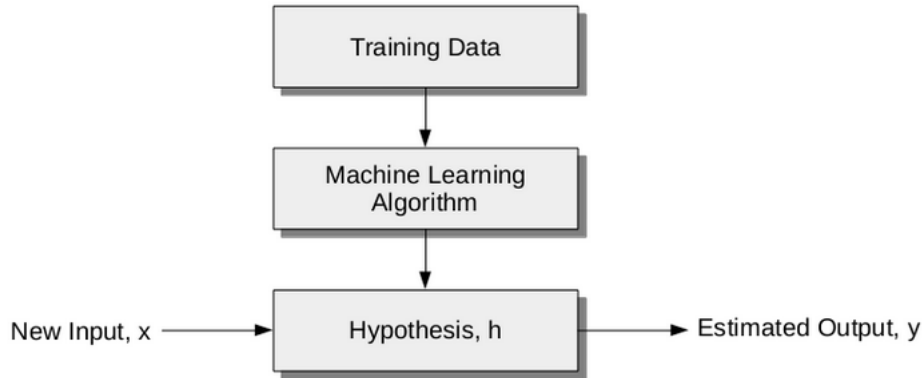 Training Data
Machine Learning
Algorithm
New Input, x
Hypothesis, h
Estimated Output, y